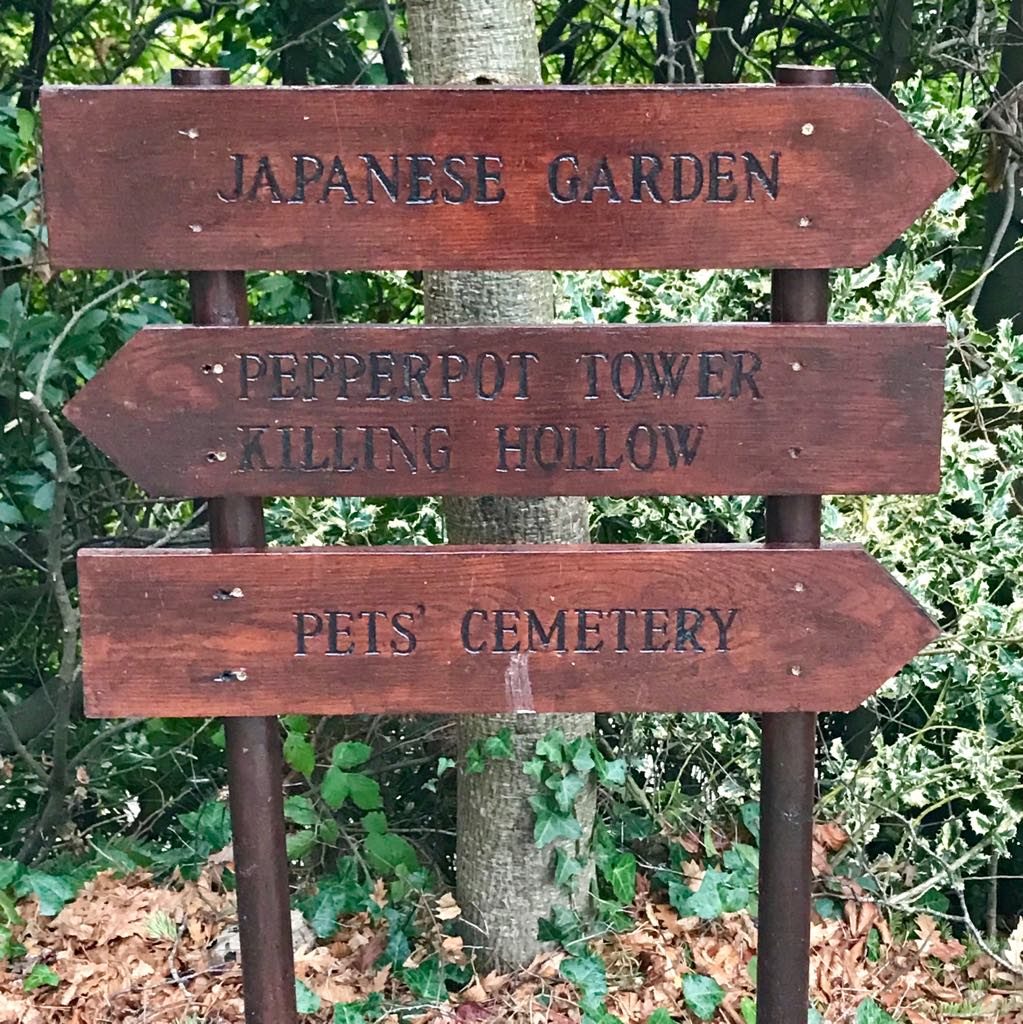 JAPANESE GARDEN
PEPPERPOT TOWER
KILLING HOLLOW
PETS' CEMETERY